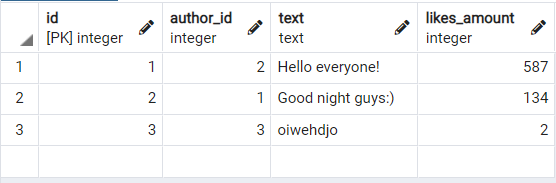 id author_id text likes_amount
[PK] integer integer text integer
1 1 2 Hello everyone! 587
2 2 1 Good night guys:) 134
3 3 3 oiwehdjo 2